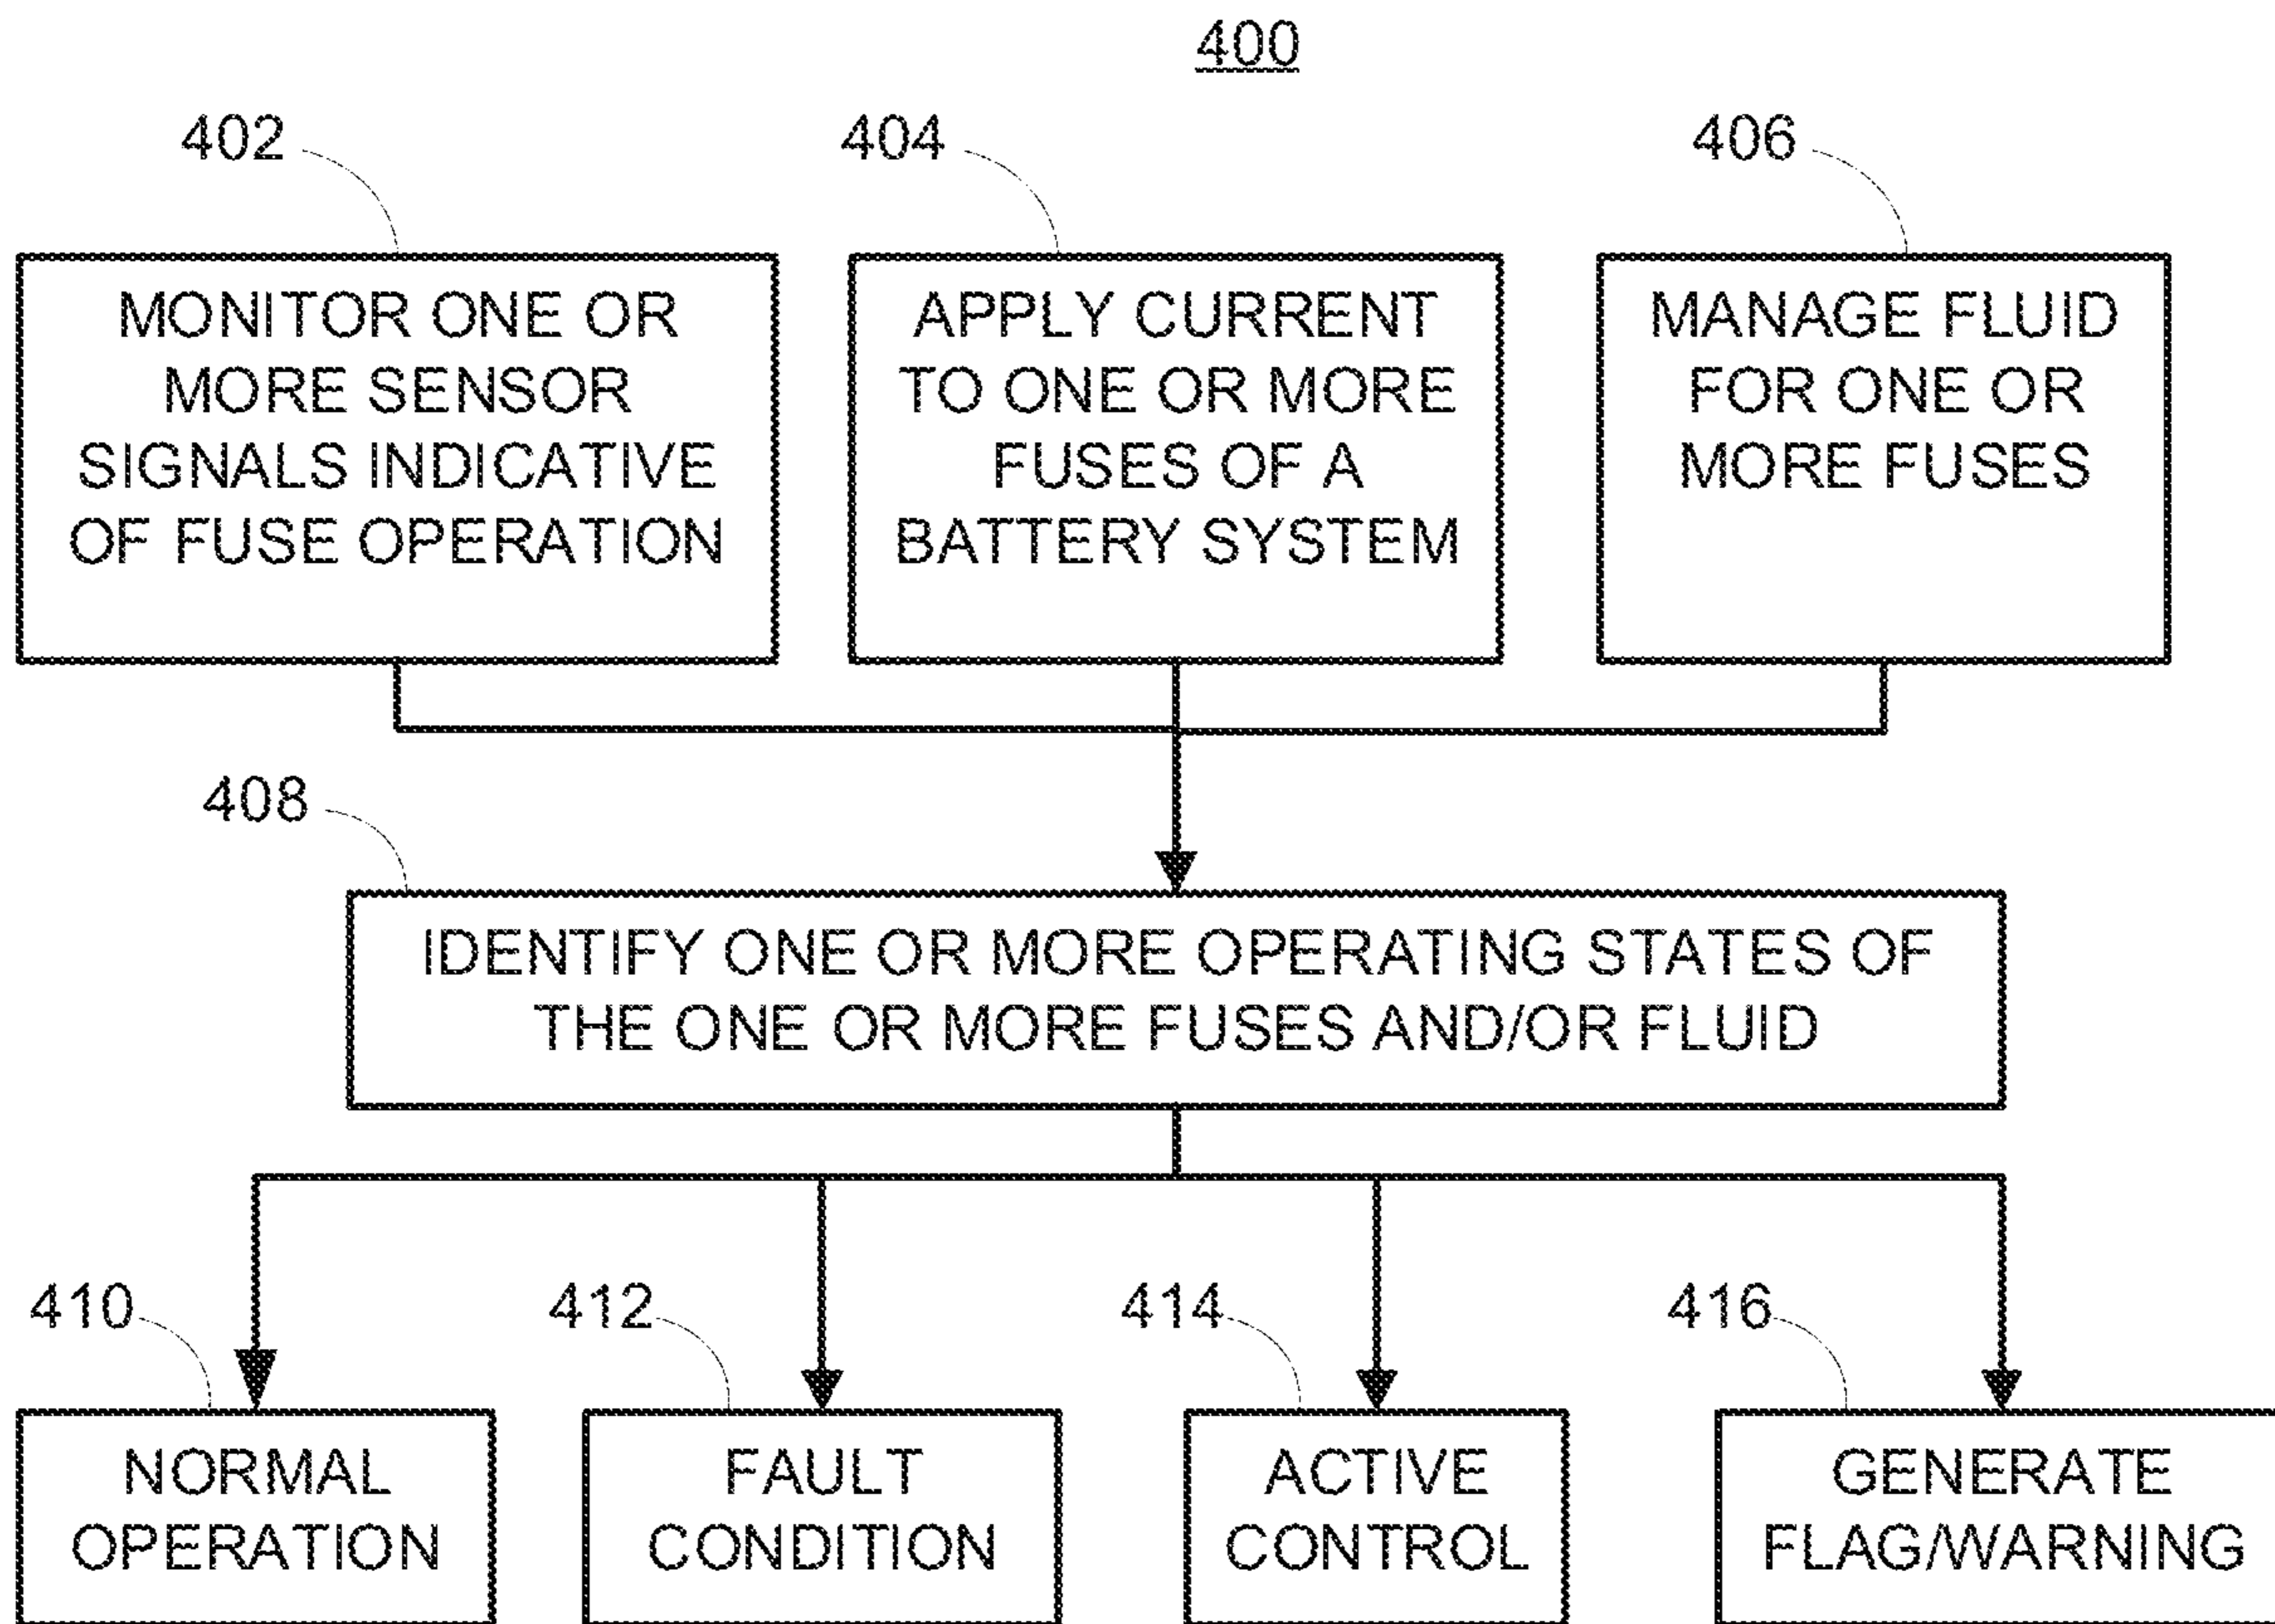 400
402
404
406
MONITOR ONE OR
MORE SENSOR
SIGNALS INDICATIVE
OF FUSE OPERATION
APPLY CURRENT
TO ONE OR MORE
FUSES OF A
BATTERY SYSTEM
MANAGE FLUID
FOR ONE OR
MORE FUSES
408
IDENTIFY ONE OR MORE OPERATING STATES OF
THE ONE OR MORE FUSES AND/OR FLUID
410
412
414
416
NORMAL
OPERATION
FAULT
CONDITION
ACTIVE
CONTROL
GENERATE
FLAG/WARNING